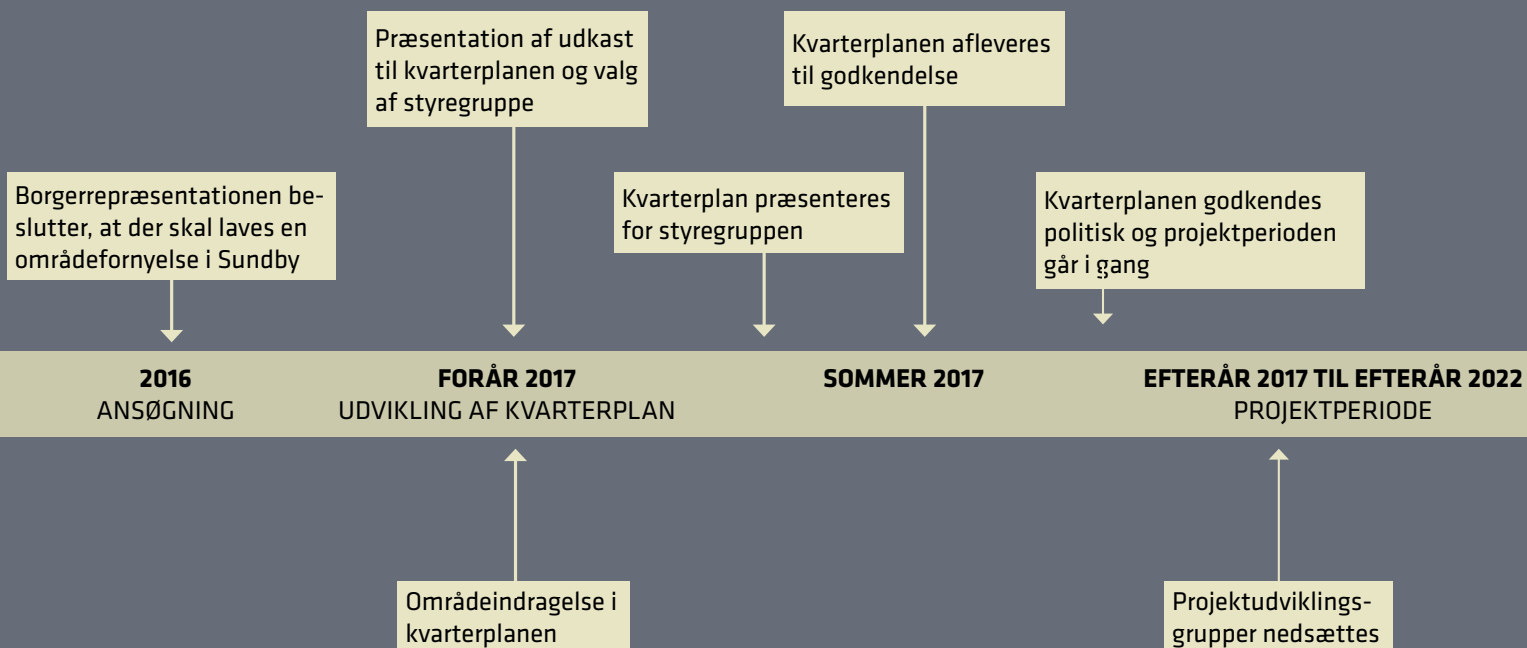 Præsentation af udkast
til kvarterplanen og valg
af styregruppe
Kvarterplanen afleveres
til godkendelse
Borgerrepræsentationen be-
slutter, at der skal laves en
områdefornyelse i Sundby
Kvarterplan præsenteres
for styregruppen
Kvarterplanen godkendes
politisk og projektperioden
går i gang
2016
ANSØGNING
FORÅR 2017
UDVIKLING AF KVARTERPLAN
SOMMER 2017
EFTERÅR 2017 TIL EFTERÅR 2022
PROJEKTPERIODE
Områdeindragelse i
kvarterplanen
Projektudviklings-
grupper nedsættes